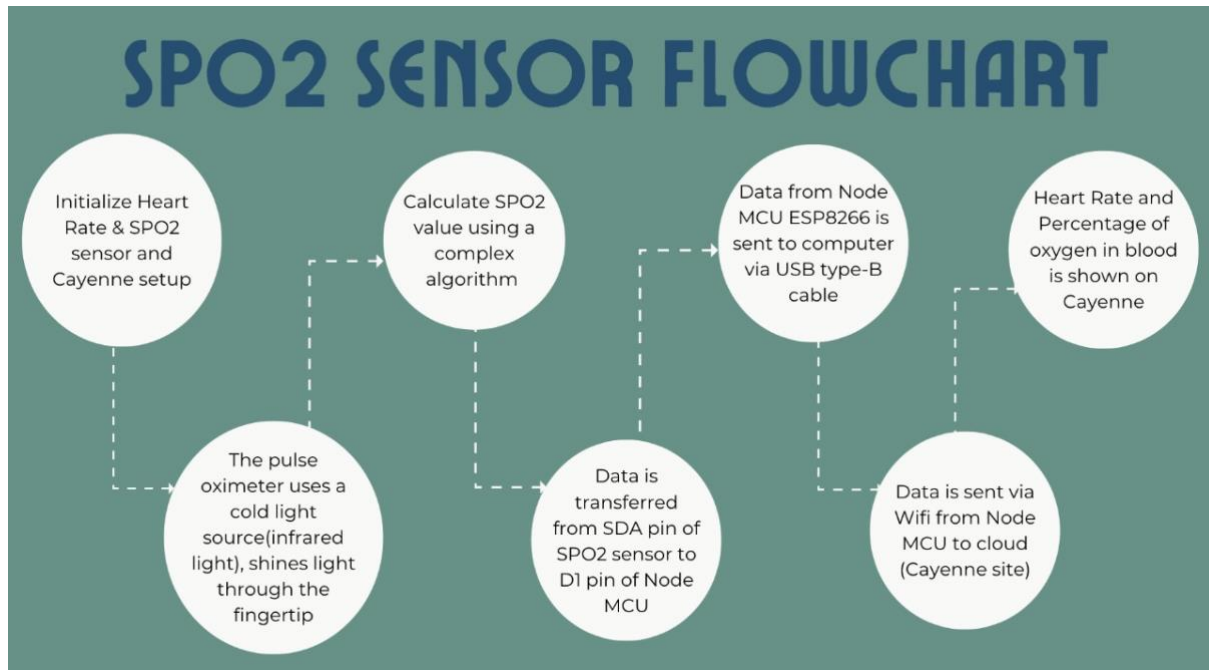 SPO2 SENSOR FLOWCHART
Initialize Heart
Rate & SPO2
sensor and
Cayenne setup
The pulse
oximeter uses a
cold light
source(infrared
light), shines light
through the
fingertip
Calculate SPO2
value using a
complex
algorithm
Data is
transferred
from SDA pin of
SPO2 sensor to
D1 pin of Node
MCU
Data from Node
MCU ESP8266 is
sent to computer
via USB type-B
cable
Data is sent via
Wifi from Node
MCU to cloud
(Cayenne site)
Heart Rate and
Percentage of
oxygen in blood
is shown on
Cayenne